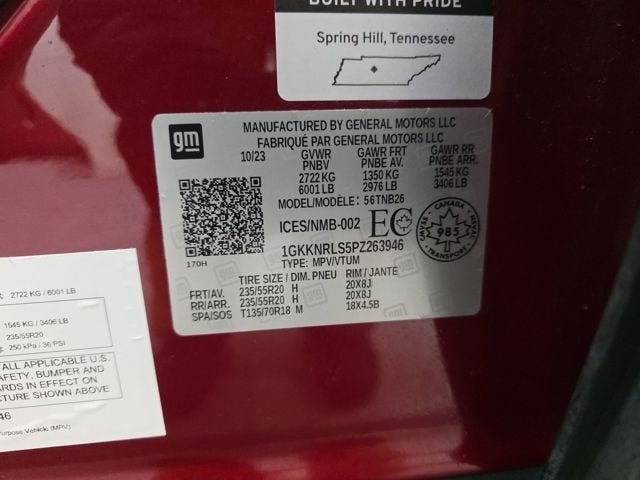 BUILT WITH PRIDE
Spring Hill, Tennessee
gm
MANUFACTURED BY GENERAL MOTORS LLC
FABRIQUÉ PAR GENERAL MOTORS LLC
10/23 GVWR GAWR FRT GAWR RR
PNBV PNBE AV. PNBE ARR.
2722 KG 1350 KG 1545 KG
6001 LB 2976 LB 3406 LB
MODEL/MODÈLE: 56TNB26
ICES/NMB-002 EC
CANADA
985
1GKKNRLS5PZ263946
170H
TYPE: MPV/VTUM
TIRE SIZE / DIM. PNEU RIM / JANTE
FRT/AV. 235/55R20 H 20X8J
RR/ARR. 235/55R20 H 20X8J
SPA/SOS T135/70R18 M 18X4.5B
2722 KG / 6001 LB
1545 KG / 3406 LB
235/55R20
250 kPa / 36 PSI
ALL APPLICABLE U.S.
AFETY, BUMPER AND
ARDS IN EFFECT ON
CTURE SHOWN ABOVE
46
Purpose Vehicle (MPV)